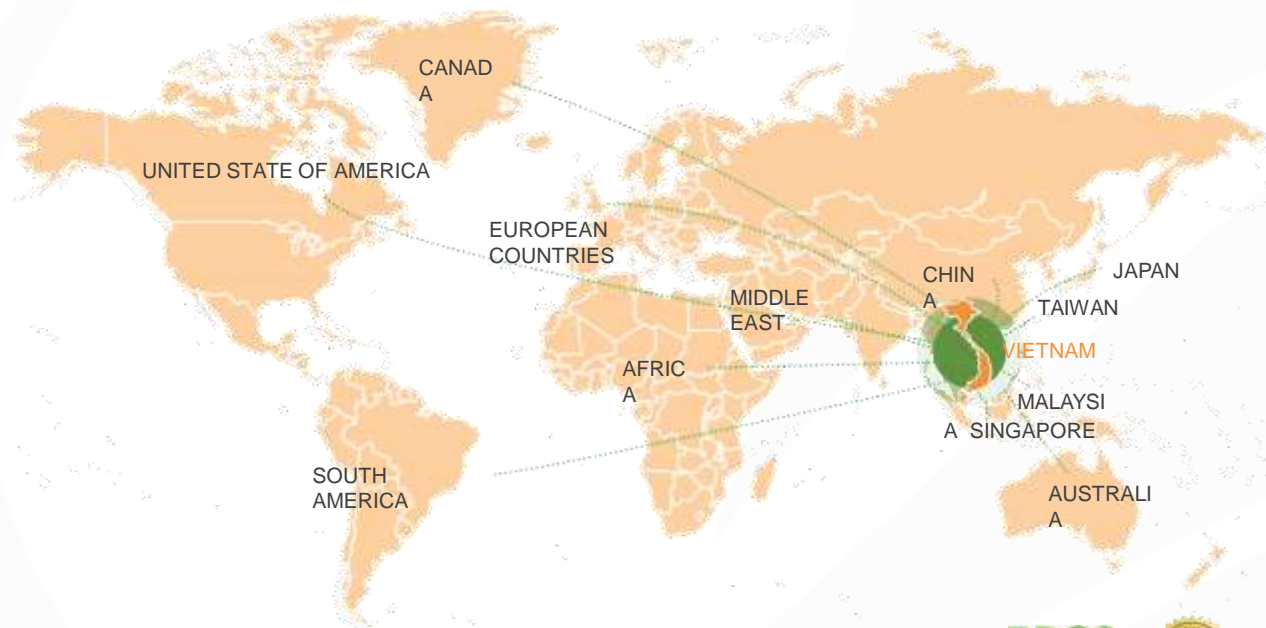 CANAD
A
UNITED STATE OF AMERICA
EUROPEAN
COUNTRIES
CHIN
A
JAPAN
MIDDLE
EAST
TAIWAN
VIETNAM
AFRIC
A
MALAYSI
A SINGAPORE
SOUTH
AMERICA
AUSTRALI
A